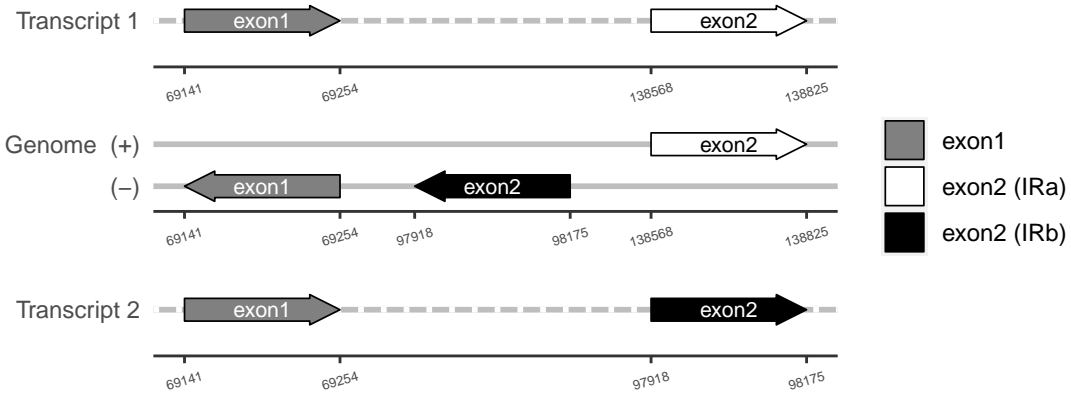 Transcript 1
exon1
exon2
69141
69254
138568
138825
Genome (+)
exon2
(−)
exon1
exon2
69141
69254
97918
98175
138568
138825
exon1
exon2 (IRa)
exon2 (IRb)
Transcript 2
exon1
exon2
69141
69254
97918
98175